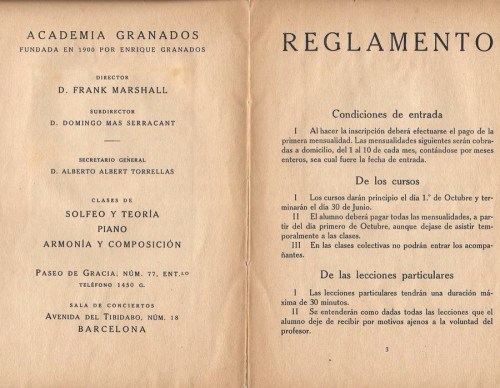 ACADEMIA GRANADOS
FUNDADA EN 1900 POR ENRIQUE GRANADOS
DIRECTOR
D. FRANK MARSHALL
SUBDIRECTOR
D. DOMINGO MAS SERRACANT
SECRETARIO GENERAL
D. ALBERTO ALBERT TORRELLAS
CLASES DE
SOLFEO Y TEORÍA
PIANO
ARMONÍA Y COMPOSICIÓN
PASEO DE GRACIA, NÚM. 77, ENT.LO
TELÉFONO 1450 G.
SALA DE CONCIERTOS
AVENIDA DEL TIBIDABO, NÚM. 18
BARCELONA
REGLAMENTO
Condiciones de entrada
I Al hacer la inscripción deberá efectuarse el pago de la
primera mensualidad. Las mensualidades siguientes serán cobra-
das a domicilio, del 1 al 10 de cada mes, contándose por meses
enteros, sea cual fuere la fecha de entrada.
De los cursos
I Los cursos darán principio el día 1.° de Octubre y ter-
minarán el día 30 de Junio.
II El alumno deberá pagar todas las mensualidades, a par-
tir del día primero de Octubre, aunque dejase de asistir tem-
poralmente a las clases.
III En las clases colectivas no podrán entrar los acompa-
ñantes.
De las lecciones particulares
I Las lecciones particulares tendrán una duración má-
xima de 30 minutos.
II Se entenderán como dadas todas las lecciones que el
alumno deje de recibir por motivos ajenos a la voluntad del
profesor.
3